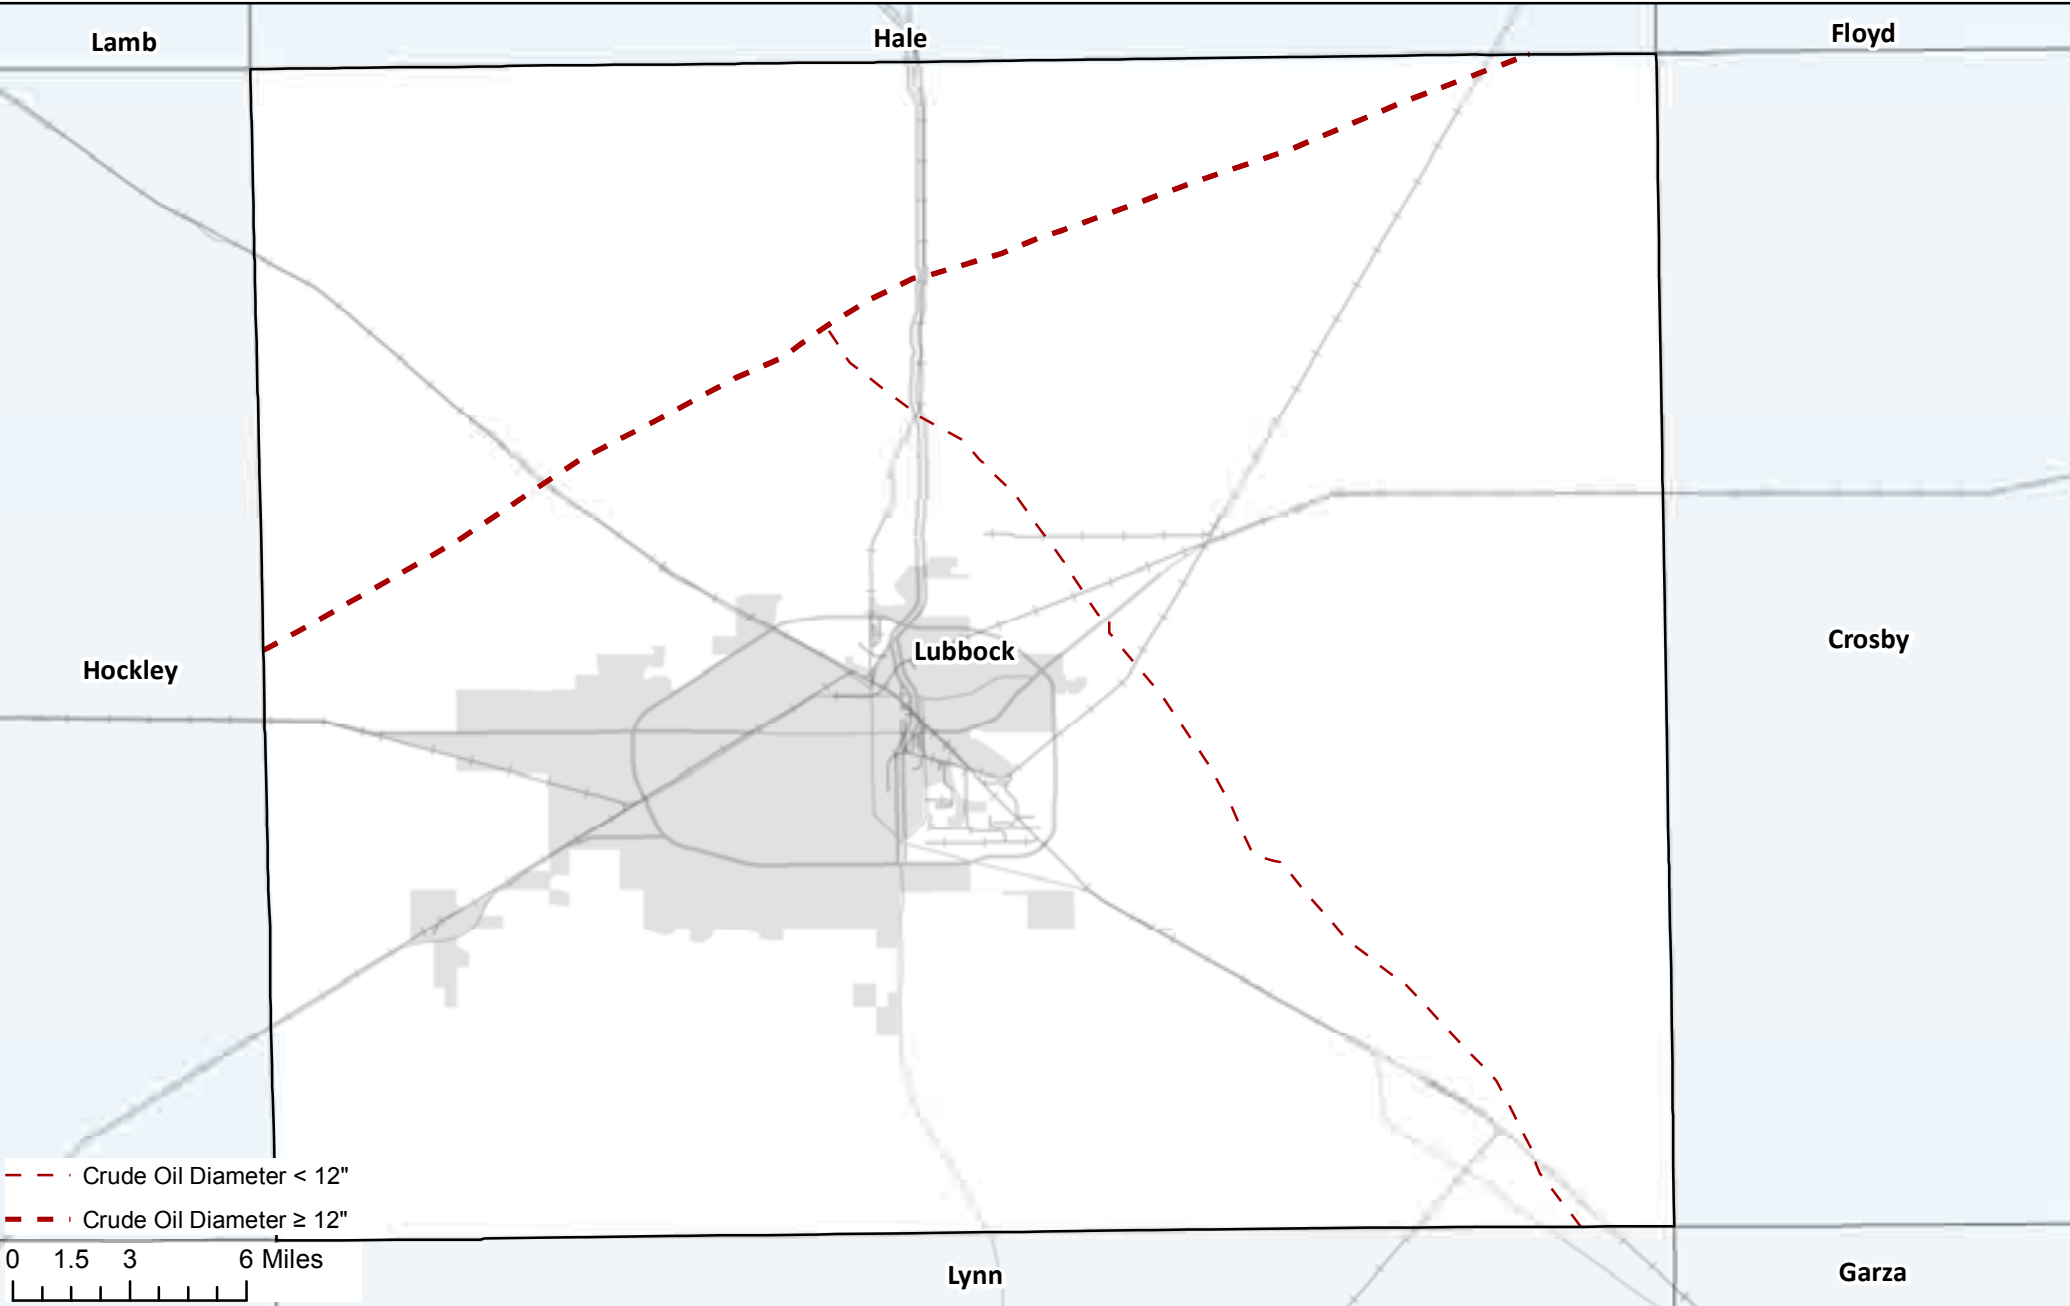 Lamb
Hale
Floyd
Lubbock
Crosby
Hockley
Crude Oil Diameter < 12"
Crude Oil Diameter ≥ 12"
0 1.5 3 6 Miles
Lynn
Garza